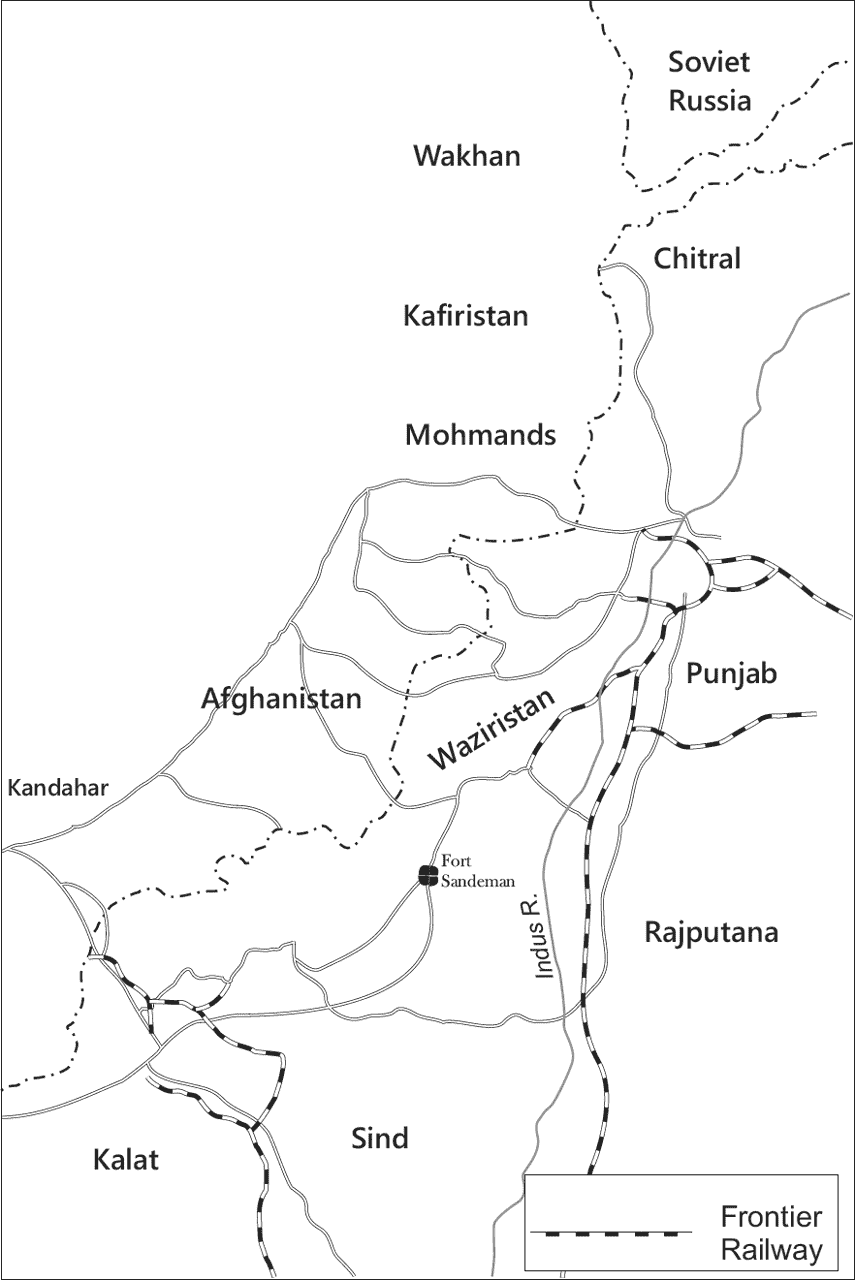 Soviet
Russia
Wakhan
Chitral
Kafiristan
Mohmands
Punjab
Afghanistan
Waziristan
Kandahar
Fort
Sandeman
Indus R.
Rajputana
Sind
Kalat
Frontier
Railway